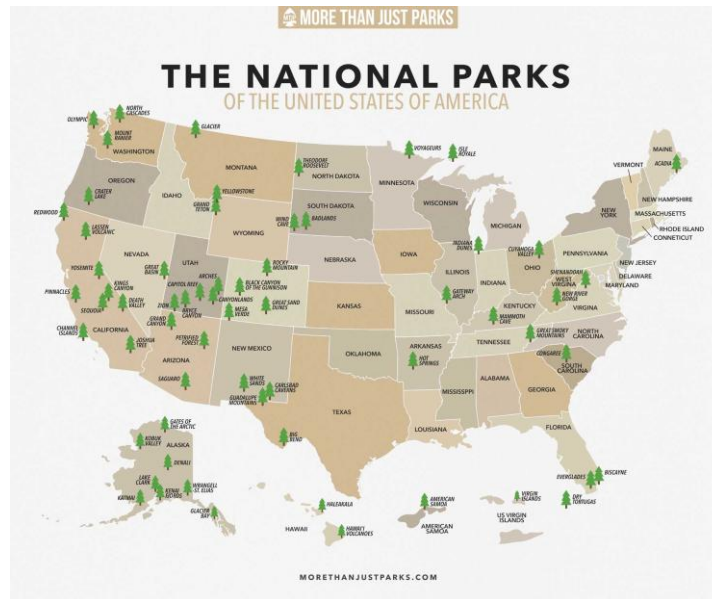 MORE THAN JUST PARKS
THE NATIONAL PARKS
OF THE UNITED STATES OF AMERICA
OLYMPIC
NORTH
CASCADES
MOUNT
RANIER
WASHINGTON
GLACIER
MONTANA
THEODORE
ROOSEVELT
NORTH DAKOTA
VOYAGEURS
ISLE
ROYALE
MAINE
ACADIA
VERMONT
OREGON
CRATER
LAKE
IDAHO
YELLOWSTONE
GRAND
TETON
SOUTH DAKOTA
WIND
CAVE
BADLANDS
MINNESOTA
WISCONSIN
MICHIGAN
NEW
YORK
NEW HAMPSHIRE
MASSACHUSETTS
RHODE ISLAND
CONNETICUT
REDWOOD
LASSEN
VOLCANIC
WYOMING
NEBRASKA
IOWA
INDIANA
DUNES
CUYAHOGA
VALLEY
PENNSYLVANIA
NEW JERSEY
DELAWARE
MARYLAND
NEVADA
YOSEMITE
GREAT
BASIN
UTAH
ARCHES
CAPITOL REEF
ROCKY
MOUNTAIN
BLACK CANYON
OF THE GUNNISON
ILLINOIS
INDIANA
OHIO
SHENANDOAH
WEST
VIRGINIA
NEW RIVER
GORGE
VIRGINIA
PINNACLES
KINGS
CANYON
SEQUOIA
DEATH
VALLEY
ZION
BRYCE
CANYON
CANYONLANDS
MESA
VERDE
GREAT SAND
DUNES
KANSAS
MISSOURI
GATEWAY
ARCH
KENTUCKY
MAMMOTH
CAVE
CHANNEL
ISLANDS
CALIFORNIA
GRAND
CANYON
JOSHUA
TREE
PETRIFIED
FOREST
ARIZONA
NEW MEXICO
OKLAHOMA
ARKANSAS
HOT
SPRINGS
TENNESSEE
GREAT SMOKY
MOUNTAINS
NORTH
CAROLINA
CONGAREE
SOUTH
CAROLINA
SAGUARO
WHITE
SANDS
CARLSBAD
CAVERNS
GUADALUPE
MOUNTAINS
TEXAS
BIG
BEND
MISSISSIPPI
ALABAMA
GEORGIA
LOUISIANA
FLORIDA
EVERGLADES
BISCAYNE
DRY
TORTUGAS
GATES OF
THE ARCTIC
KOBUK
VALLEY
ALASKA
DENALI
LAKE
CLARK
WRANGELL
ST. ELIAS
KATMAI
KENAI
FJORDS
GLACIER
BAY
HALEAKALA
HAWAII
HAWAI'I
VOLCANOES
AMERICAN
SAMOA
AMERICAN
SAMOA
VIRGIN
ISLANDS
US VIRGIN
ISLANDS
MORETHANJUSTPARKS.COM